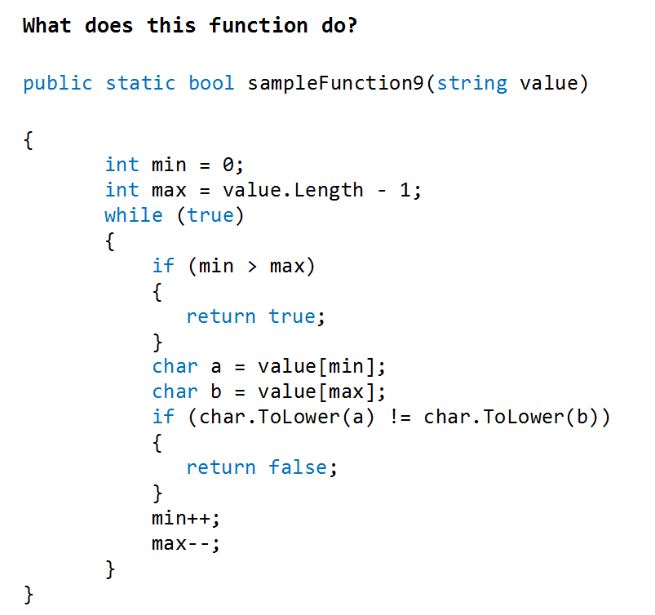 What does this function do?
public static bool sampleFunction9(string value)
{
int min = 0;
int max = value.Length - 1;
while (true)
{
if (min > max)
{
return true;
}
char a = value[min];
char b = value[max];
if (char.ToLower(a) != char.ToLower(b))
{
return false;
}
min++;
max--;
}
}